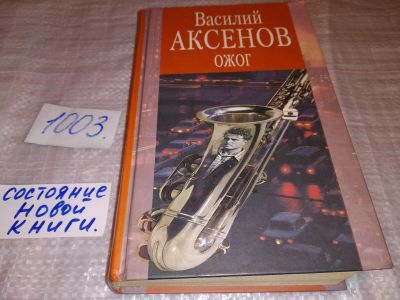 Василий
АКСЕНОВ
ОЖОГ
1003.
состояние
новой
книги.